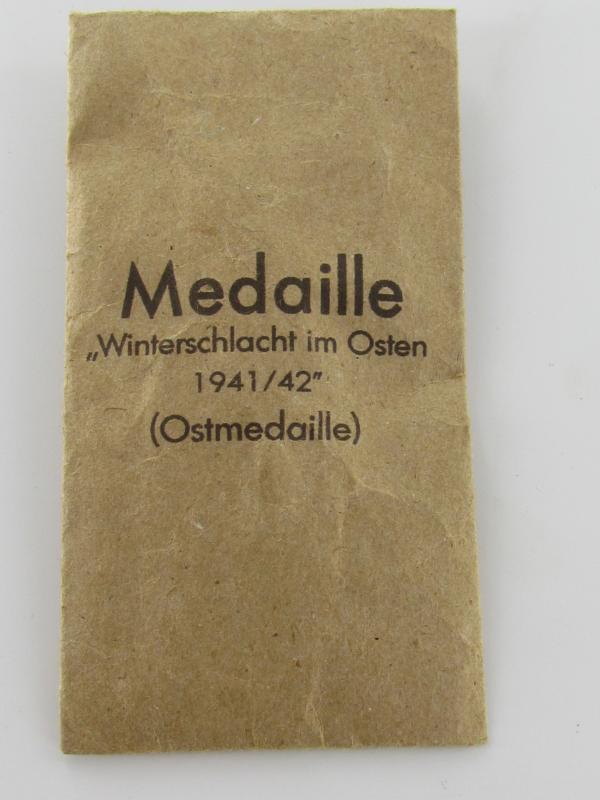 Medaille
„Winterschlacht im Osten
1941/42”
(Ostmedaille)